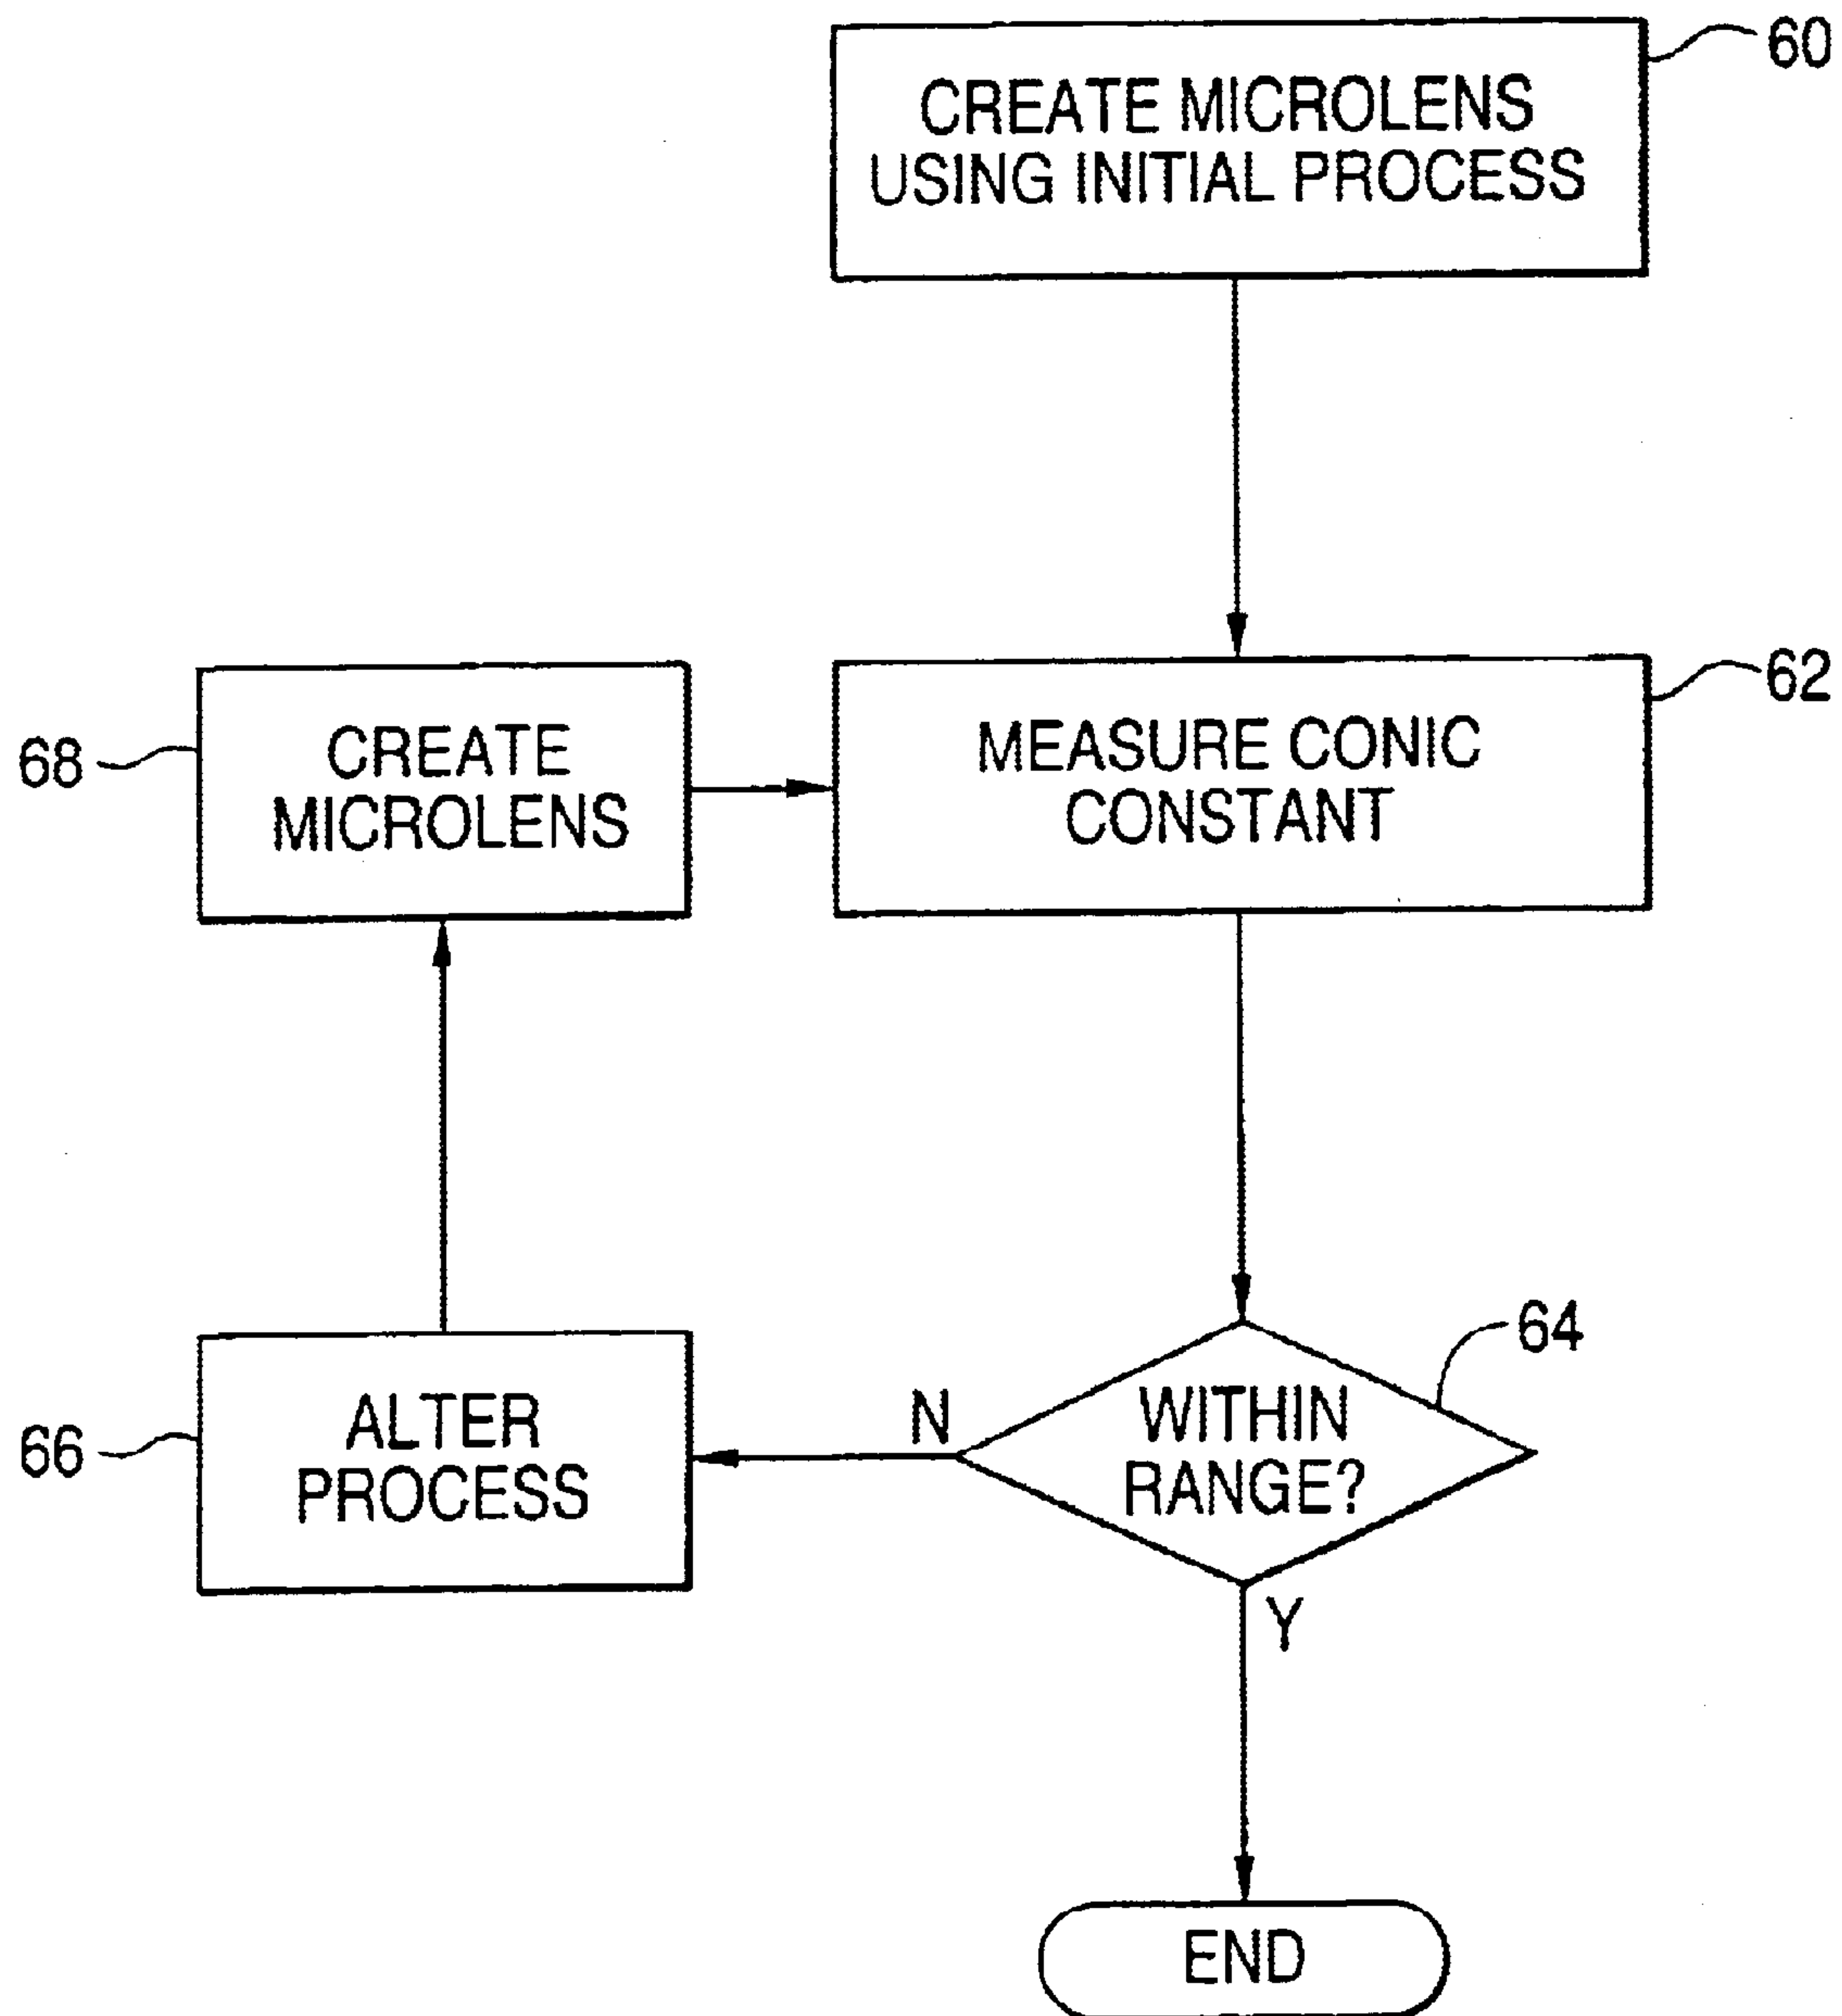 CREATE MICROLENS
USING INITIAL PROCESS
60
MEASURE CONIC
CONSTANT
62
68
CREATE
MICROLENS
WITHIN
RANGE?
64
N
Y
66
ALTER
PROCESS
END